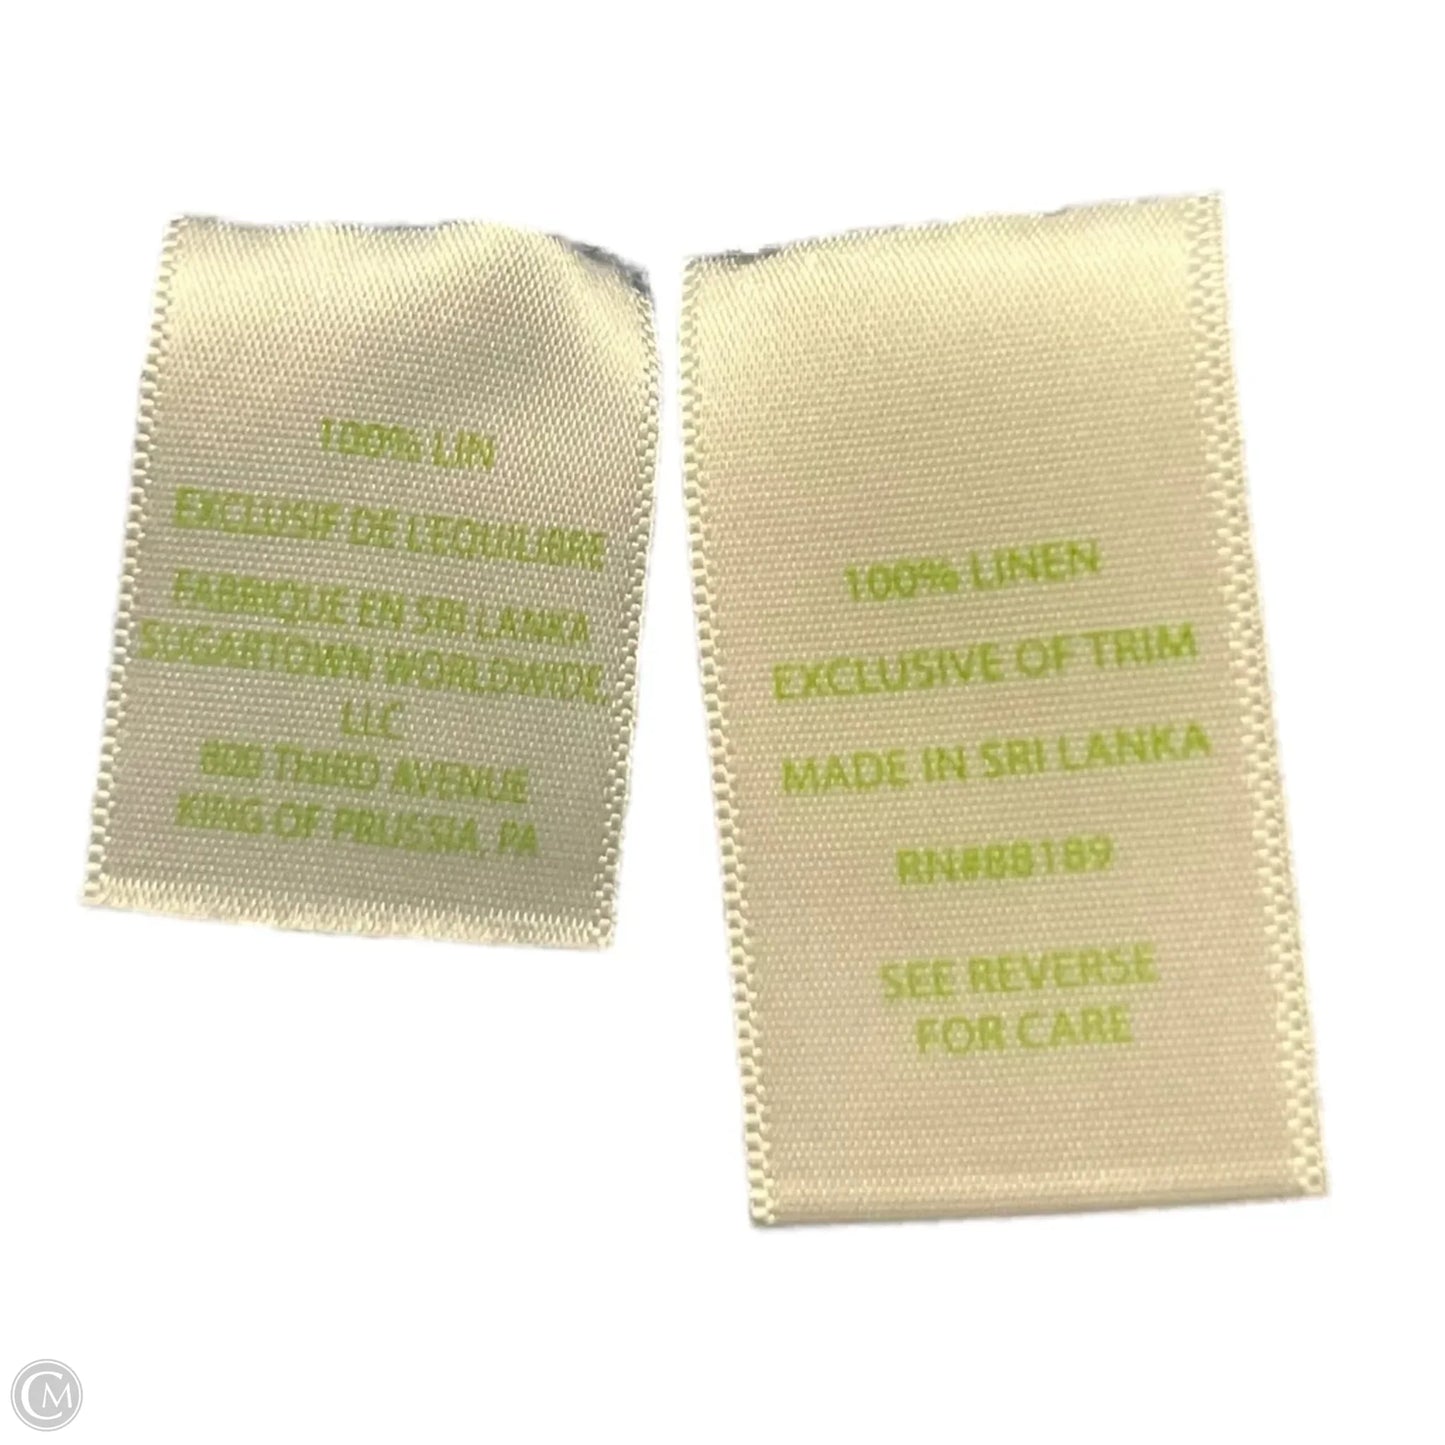 100% LIN
EXCLUSIF DE L'EQUILIBRE
FABRIQUE EN SRI LANKA
SUGARTOWN WORLDWIDE,
LLC
800 THIRD AVENUE
KING OF PRUSSIA, PA
100% LINEN
EXCLUSIVE OF TRIM
MADE IN SRI LANKA
RN#88189
SEE REVERSE
FOR CARE
CM